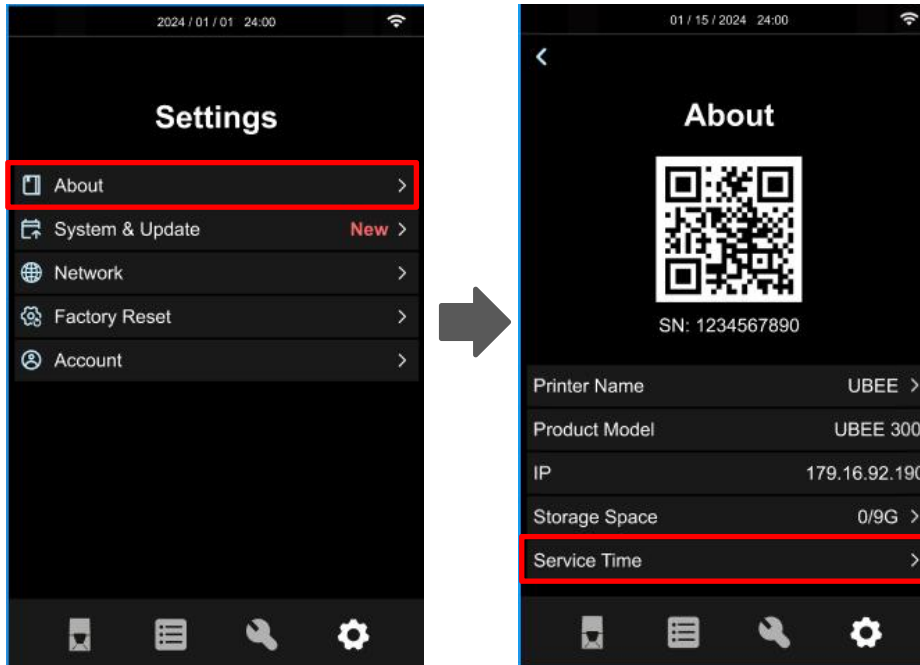 2024 / 01 / 01 24:00
Settings
About
System & Update New
Network
Factory Reset
Account
01 / 15 / 2024 24:00
About
SN: 1234567890
Printer Name UBEE
Product Model UBEE 300
IP 179.16.92.190
Storage Space 0/9G
Service Time